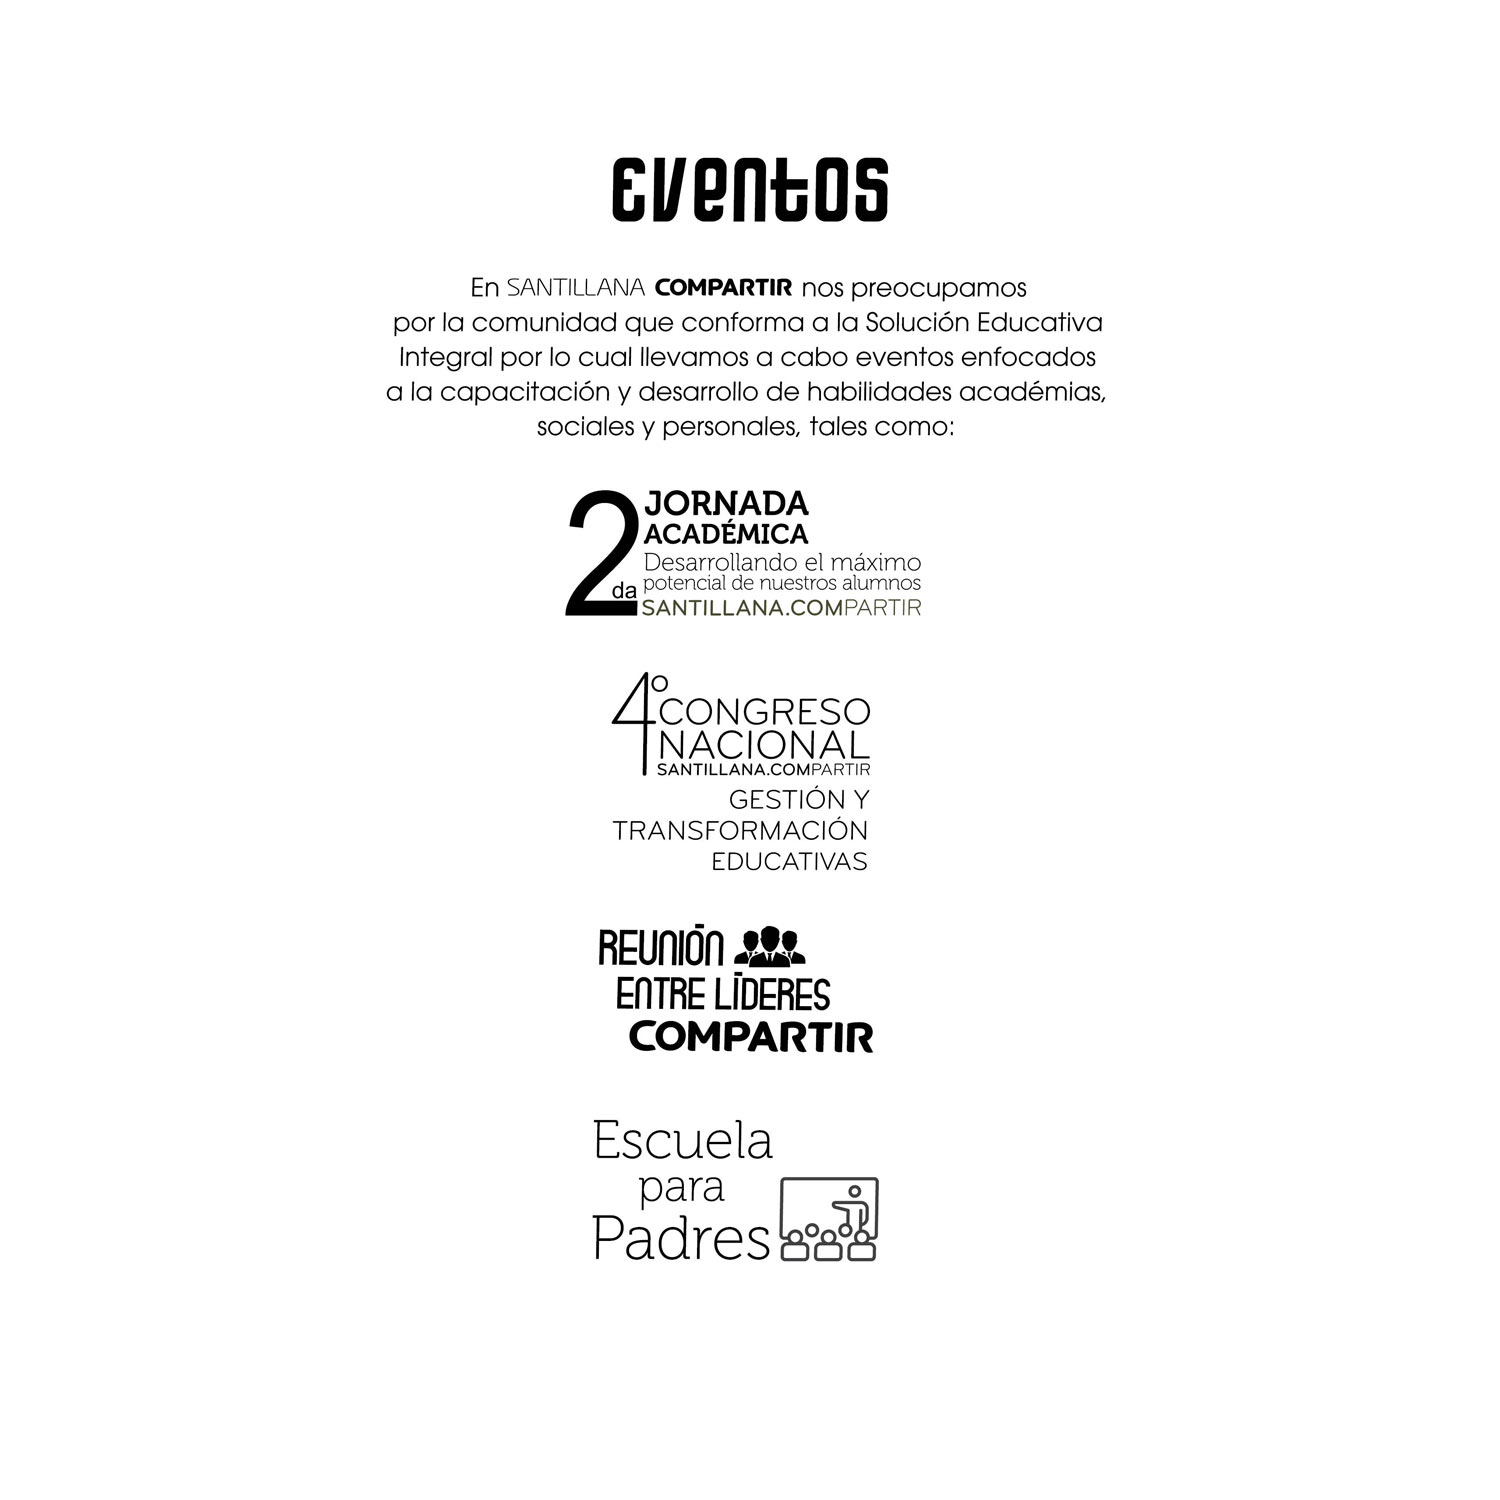 Eventos
En SANTILLANA COMPARTIR nos preocupamos
por la comunidad que conforma a la Solución Educativa
Integral por lo cual llevamos a cabo eventos enfocados
a la capacitación y desarrollo de habilidades académias,
sociales y personales, tales como:
2da JORNADA
ACADÉMICA
Desarrollando el máximo
potencial de nuestros alumnos
SANTILLANA.COMPARTIR
4° CONGRESO
NACIONAL
SANTILLANA.COMPARTIR
GESTIÓN Y
TRANSFORMACIÓN
EDUCATIVAS
REUNIÓN
ENTRE LÍDERES
COMPARTIR
Escuela
para
Padres